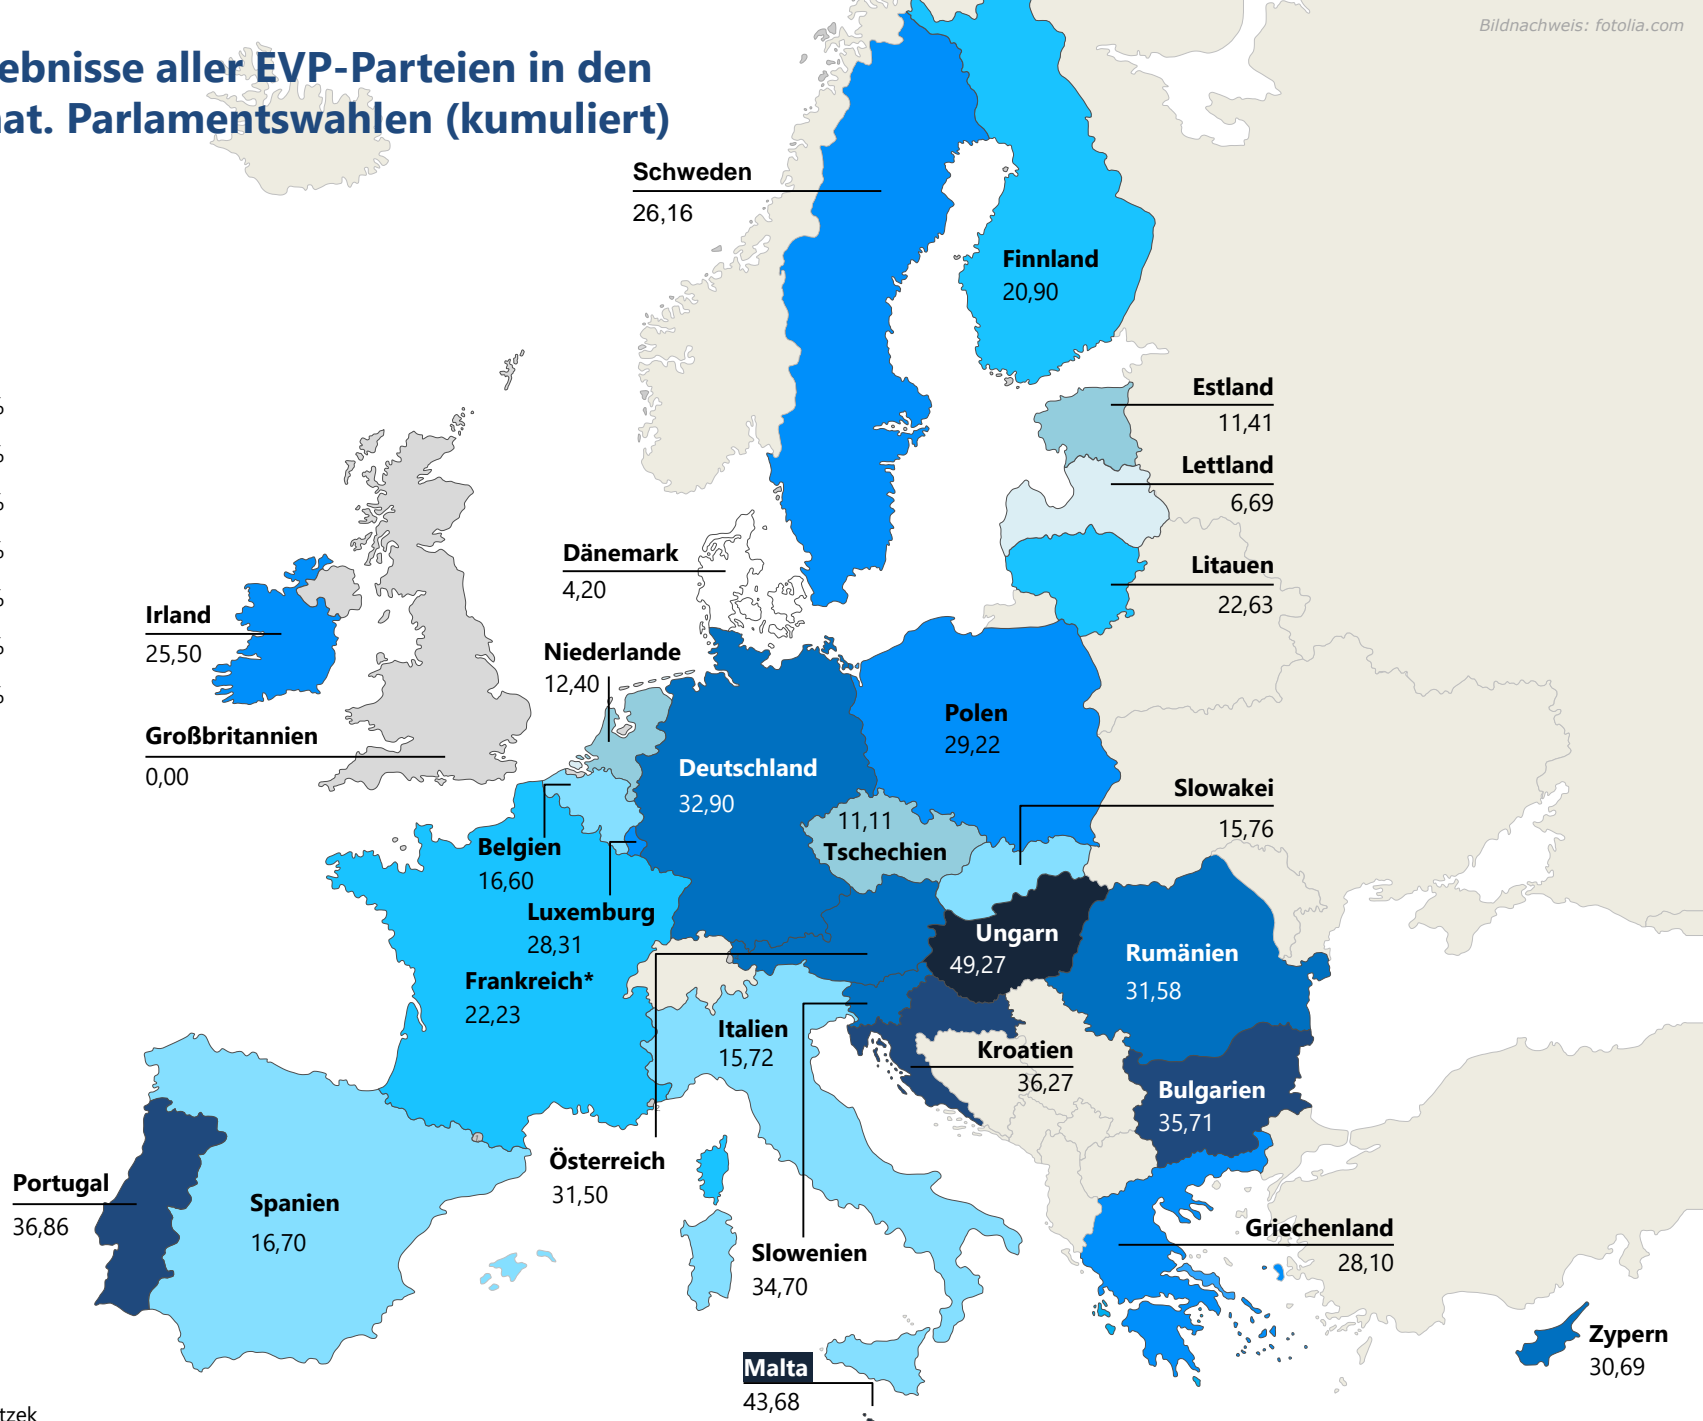 Bildnachweis: fotolia.com
ebnisse aller EVP-Parteien in den
nat. Parlamentswahlen (kumuliert)
Schweden
26,16
Finnland
20,90
Estland
11,41
%
Lettland
6,69
%
%
Dänemark
4,20
%
Litauen
22,63
%
Irland
25,50
%
Niederlande
12,40
%
Großbritannien
0,00
Polen
29,22
Deutschland
32,90
Slowakei
15,76
11,11
Tschechien
Belgien
16,60
Luxemburg
28,31
Ungarn
49,27
Rumänien
31,58
Frankreich*
22,23
Italien
15,72
Kroatien
36,27
Bulgarien
35,71
Österreich
31,50
Portugal
36,86
Spanien
16,70
Slowenien
34,70
Griechenland
28,10
Zypern
30,69
Malta
43,68
tzek